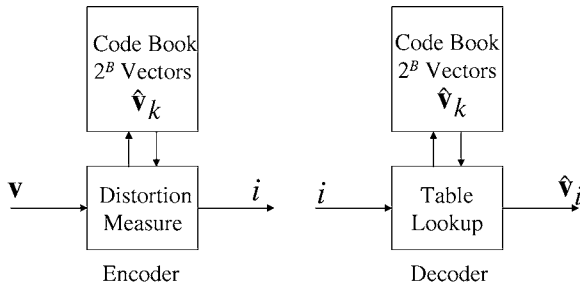 Code Book
2^B Vectors
v̂_k
v
Distortion
Measure
i
Encoder
Code Book
2^B Vectors
v̂_k
i
Table
Lookup
v̂_i
Decoder